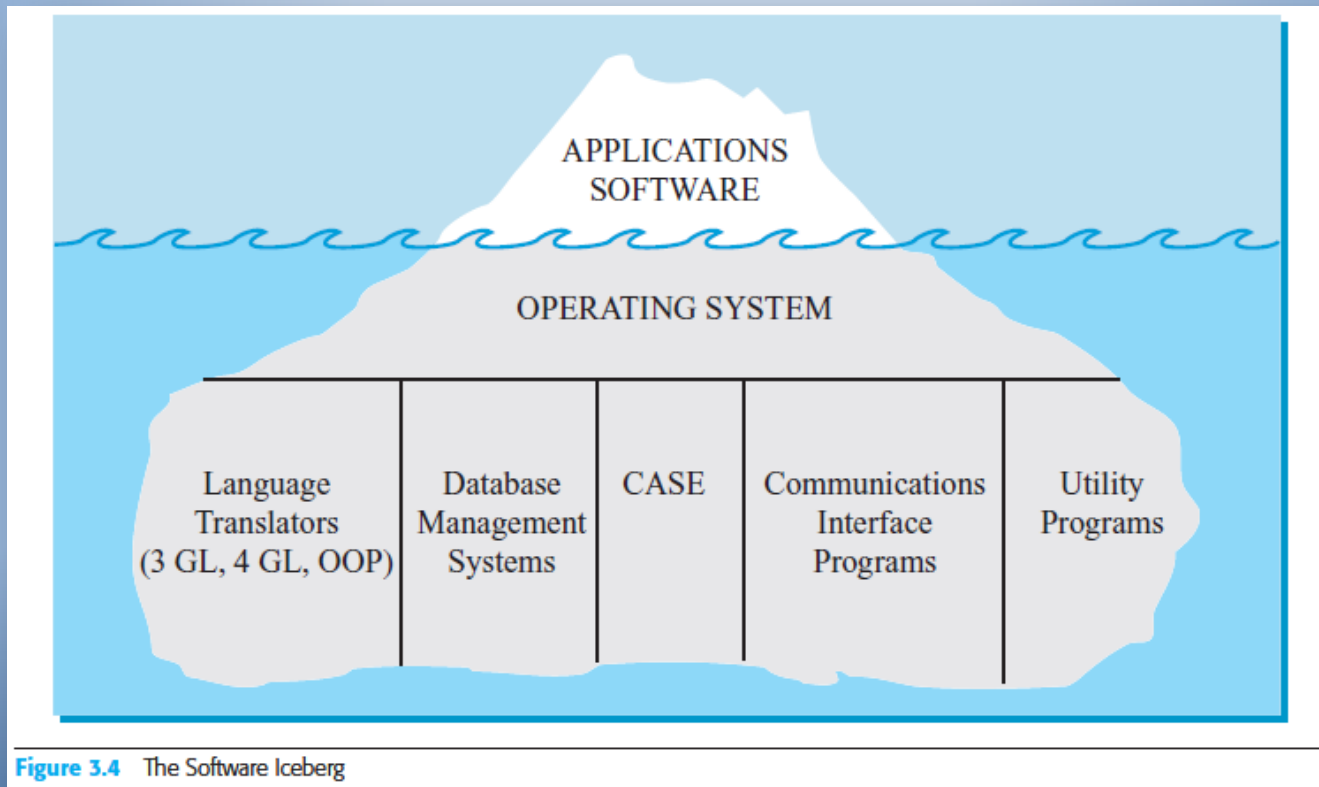 APPLICATIONS
SOFTWARE
OPERATING SYSTEM
Language
Translators
(3 GL, 4 GL, OOP)
Database
Management
Systems
CASE
Communications
Interface
Programs
Utility
Programs
Figure 3.4 The Software Iceberg